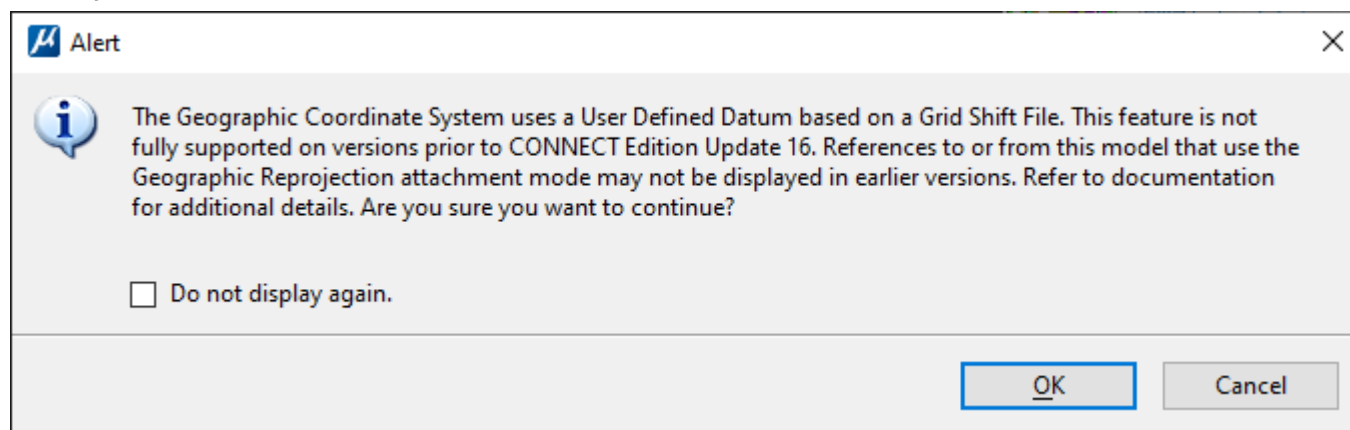 Alert
The Geographic Coordinate System uses a User Defined Datum based on a Grid Shift File. This feature is not
fully supported on versions prior to CONNECT Edition Update 16. References to or from this model that use the
Geographic Reprojection attachment mode may not be displayed in earlier versions. Refer to documentation
for additional details. Are you sure you want to continue?
Do not display again.
OK
Cancel